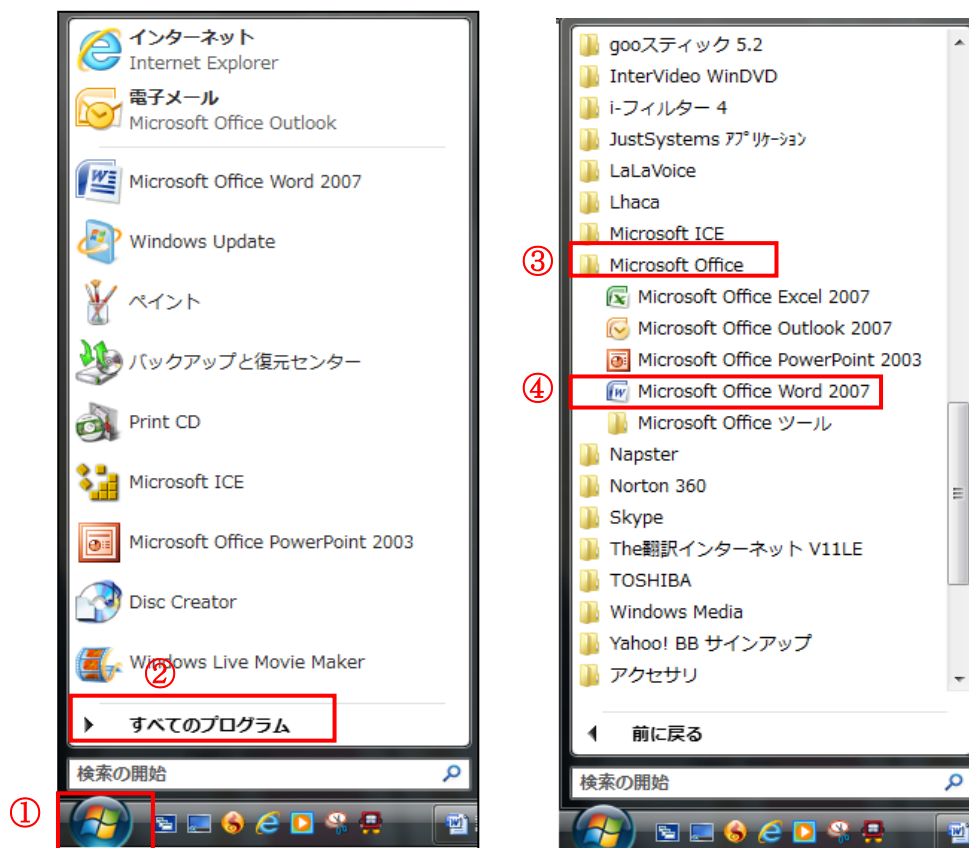 インターネット
Internet Explorer
電子メール
Microsoft Office Outlook
Microsoft Office Word 2007
Windows Update
ペイント
バックアップと復元センター
Print CD
Microsoft ICE
Microsoft Office PowerPoint 2003
Disc Creator
Windows Live Movie Maker
②
すべてのプログラム
検索の開始
①
gooスティック 5.2
InterVideo WinDVD
i-フィルター 4
JustSystems ｱﾌﾟﾘｹｰｼｮﾝ
LaLaVoice
Lhaca
Microsoft ICE
③
Microsoft Office
Microsoft Office Excel 2007
Microsoft Office Outlook 2007
Microsoft Office PowerPoint 2003
④
Microsoft Office Word 2007
Microsoft Office ツール
Napster
Norton 360
Skype
The翻訳インターネット V11LE
TOSHIBA
Windows Media
Yahoo! BB サインアップ
アクセサリ
前に戻る
検索の開始